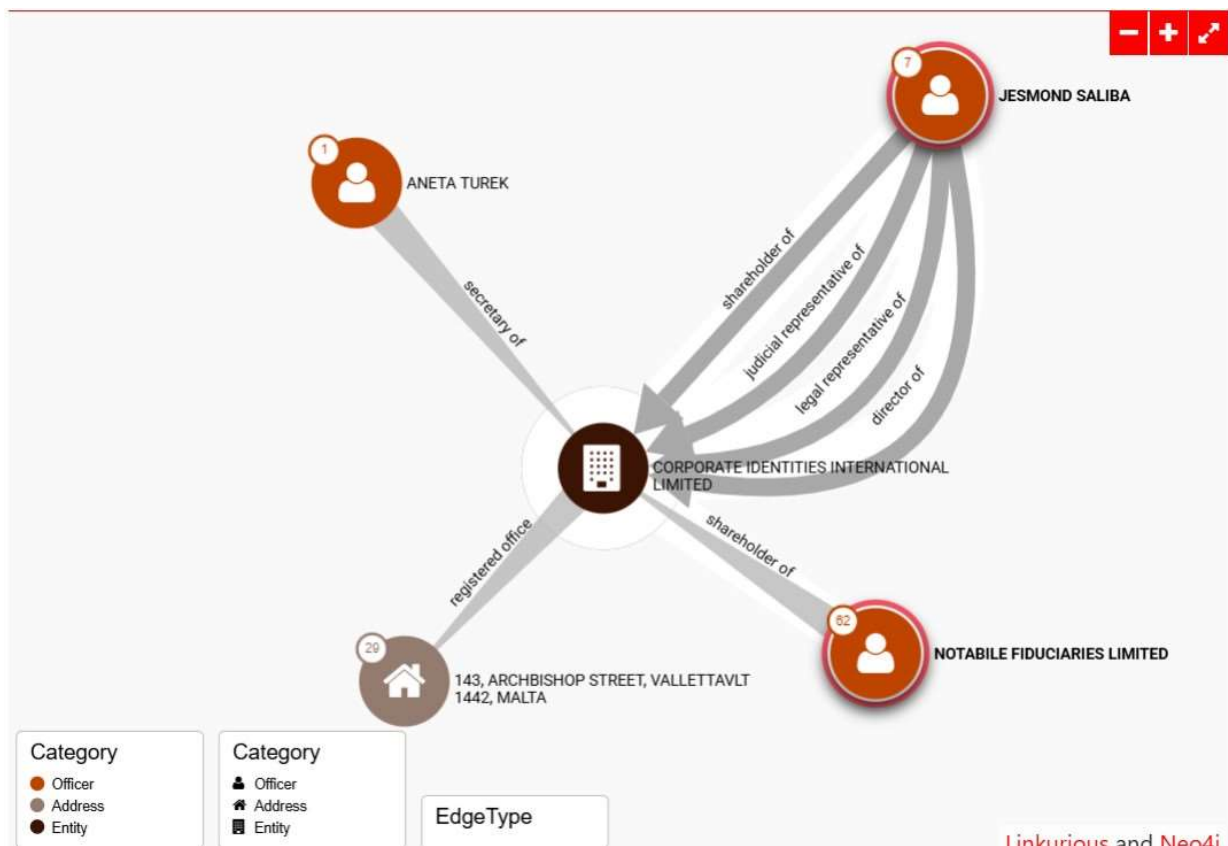 7
JESMOND SALIBA
1
ANETA TUREK
secretary of
shareholder of
judicial representative of
legal representative of
director of
CORPORATE IDENTITIES INTERNATIONAL
LIMITED
registered office
shareholder of
29
143, ARCHBISHOP STREET, VALLETTAVLT
1442, MALTA
62
NOTABILE FIDUCIARIES LIMITED
Category
Officer
Address
Entity
Category
Officer
Address
Entity
EdgeType
Linkurious and Neo4j